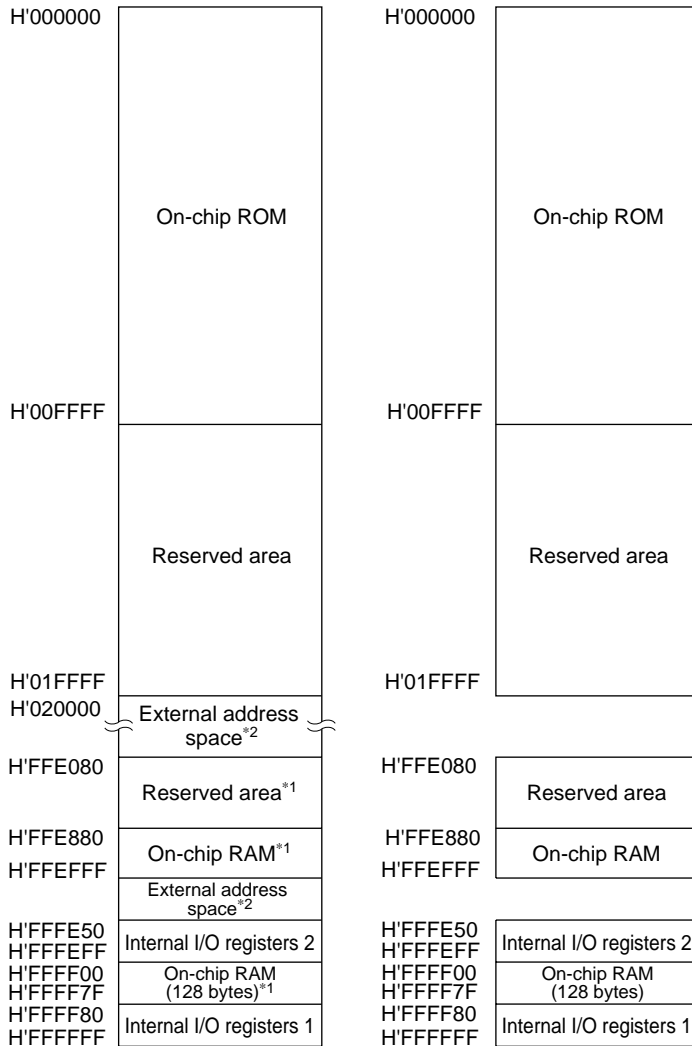 H'000000
On-chip ROM
H'00FFFF
Reserved area
H'01FFFF
H'020000
External address
space*2
H'FFE080
Reserved area*1
H'FFE880
On-chip RAM*1
H'FFEFFF
External address
space*2
H'FFFE50
Internal I/O registers 2
H'FFFEFF
H'FFFF00
On-chip RAM
(128 bytes)*1
H'FFFF7F
H'FFFF80
Internal I/O registers 1
H'FFFFFF
H'000000
On-chip ROM
H'00FFFF
Reserved area
H'01FFFF
H'FFE080
Reserved area
H'FFE880
On-chip RAM
H'FFEFFF
H'FFFE50
Internal I/O registers 2
H'FFFEFF
H'FFFF00
On-chip RAM
(128 bytes)
H'FFFF7F
H'FFFF80
Internal I/O registers 1
H'FFFFFF